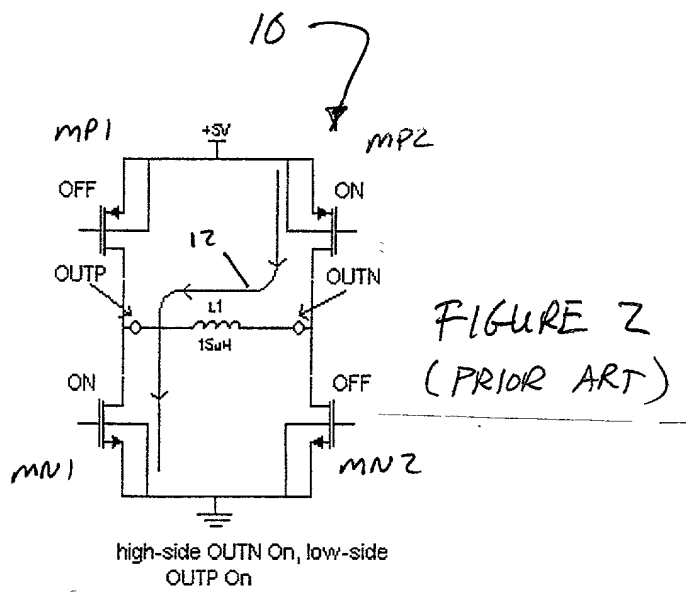 10
MP1
+5V
MP2
OFF
ON
12
OUTP
OUTN
L1
15uH
FIGURE 2
(PRIOR ART)
ON
OFF
MN1
MN2
high-side OUTN On, low-side
OUTP On